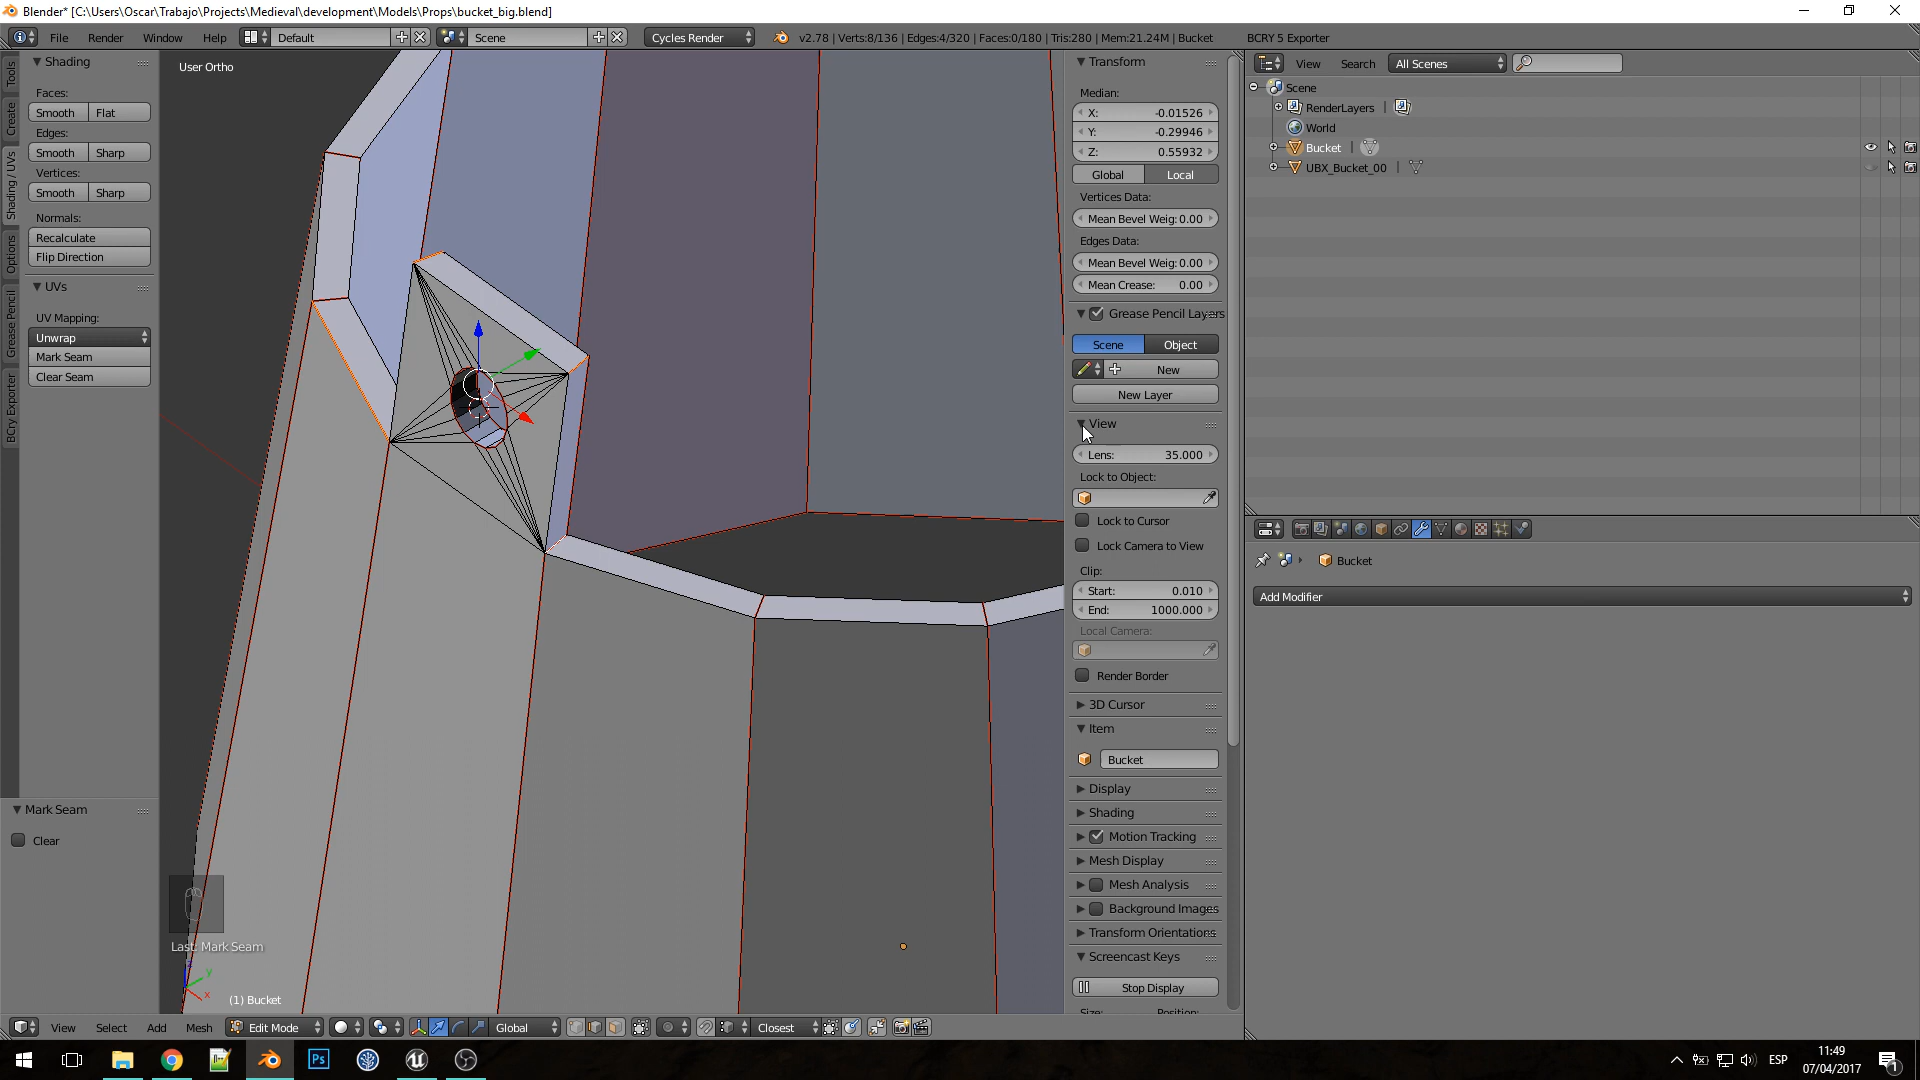 Blender* [C:\Users\Oscar\Trabajo\Projects\Medieval\development\Models\Props\bucket_big.blend]
File Render Window Help Default Scene Cycles Render v2.78 | Verts:8/136 | Edges:4/320 | Faces:0/180 | Tris:280 | Mem:21.24M | Bucket BCRY 5 Exporter
Tools
Create
Shading / UVs
Options
Grease Pencil
BCry Exporter
Shading
Faces:
Smooth Flat
Edges:
Smooth Sharp
Vertices:
Smooth Sharp
Normals:
Recalculate
Flip Direction
UVs
UV Mapping:
Unwrap
Mark Seam
Clear Seam
Mark Seam
Clear
User Ortho
Last: Mark Seam
z
y
x
(1) Bucket
Transform
Median:
X: -0.01526
Y: -0.29946
Z: 0.55932
Global Local
Vertices Data:
Mean Bevel Weig: 0.00
Edges Data:
Mean Bevel Weig: 0.00
Mean Crease: 0.00
Grease Pencil Layers
Scene Object
New
New Layer
View
Lens: 35.000
Lock to Object:
Lock to Cursor
Lock Camera to View
Clip:
Start: 0.010
End: 1000.000
Local Camera:
Render Border
3D Cursor
Item
Bucket
Display
Shading
Motion Tracking
Mesh Display
Mesh Analysis
Background Images
Transform Orientations
Screencast Keys
Stop Display
Size: Position:
View Select Add Mesh Edit Mode Global Closest
View Search All Scenes
Scene
RenderLayers |
World
Bucket |
UBX_Bucket_00 |
Bucket
Add Modifier
Ps
ESP
11:49
07/04/2017
1